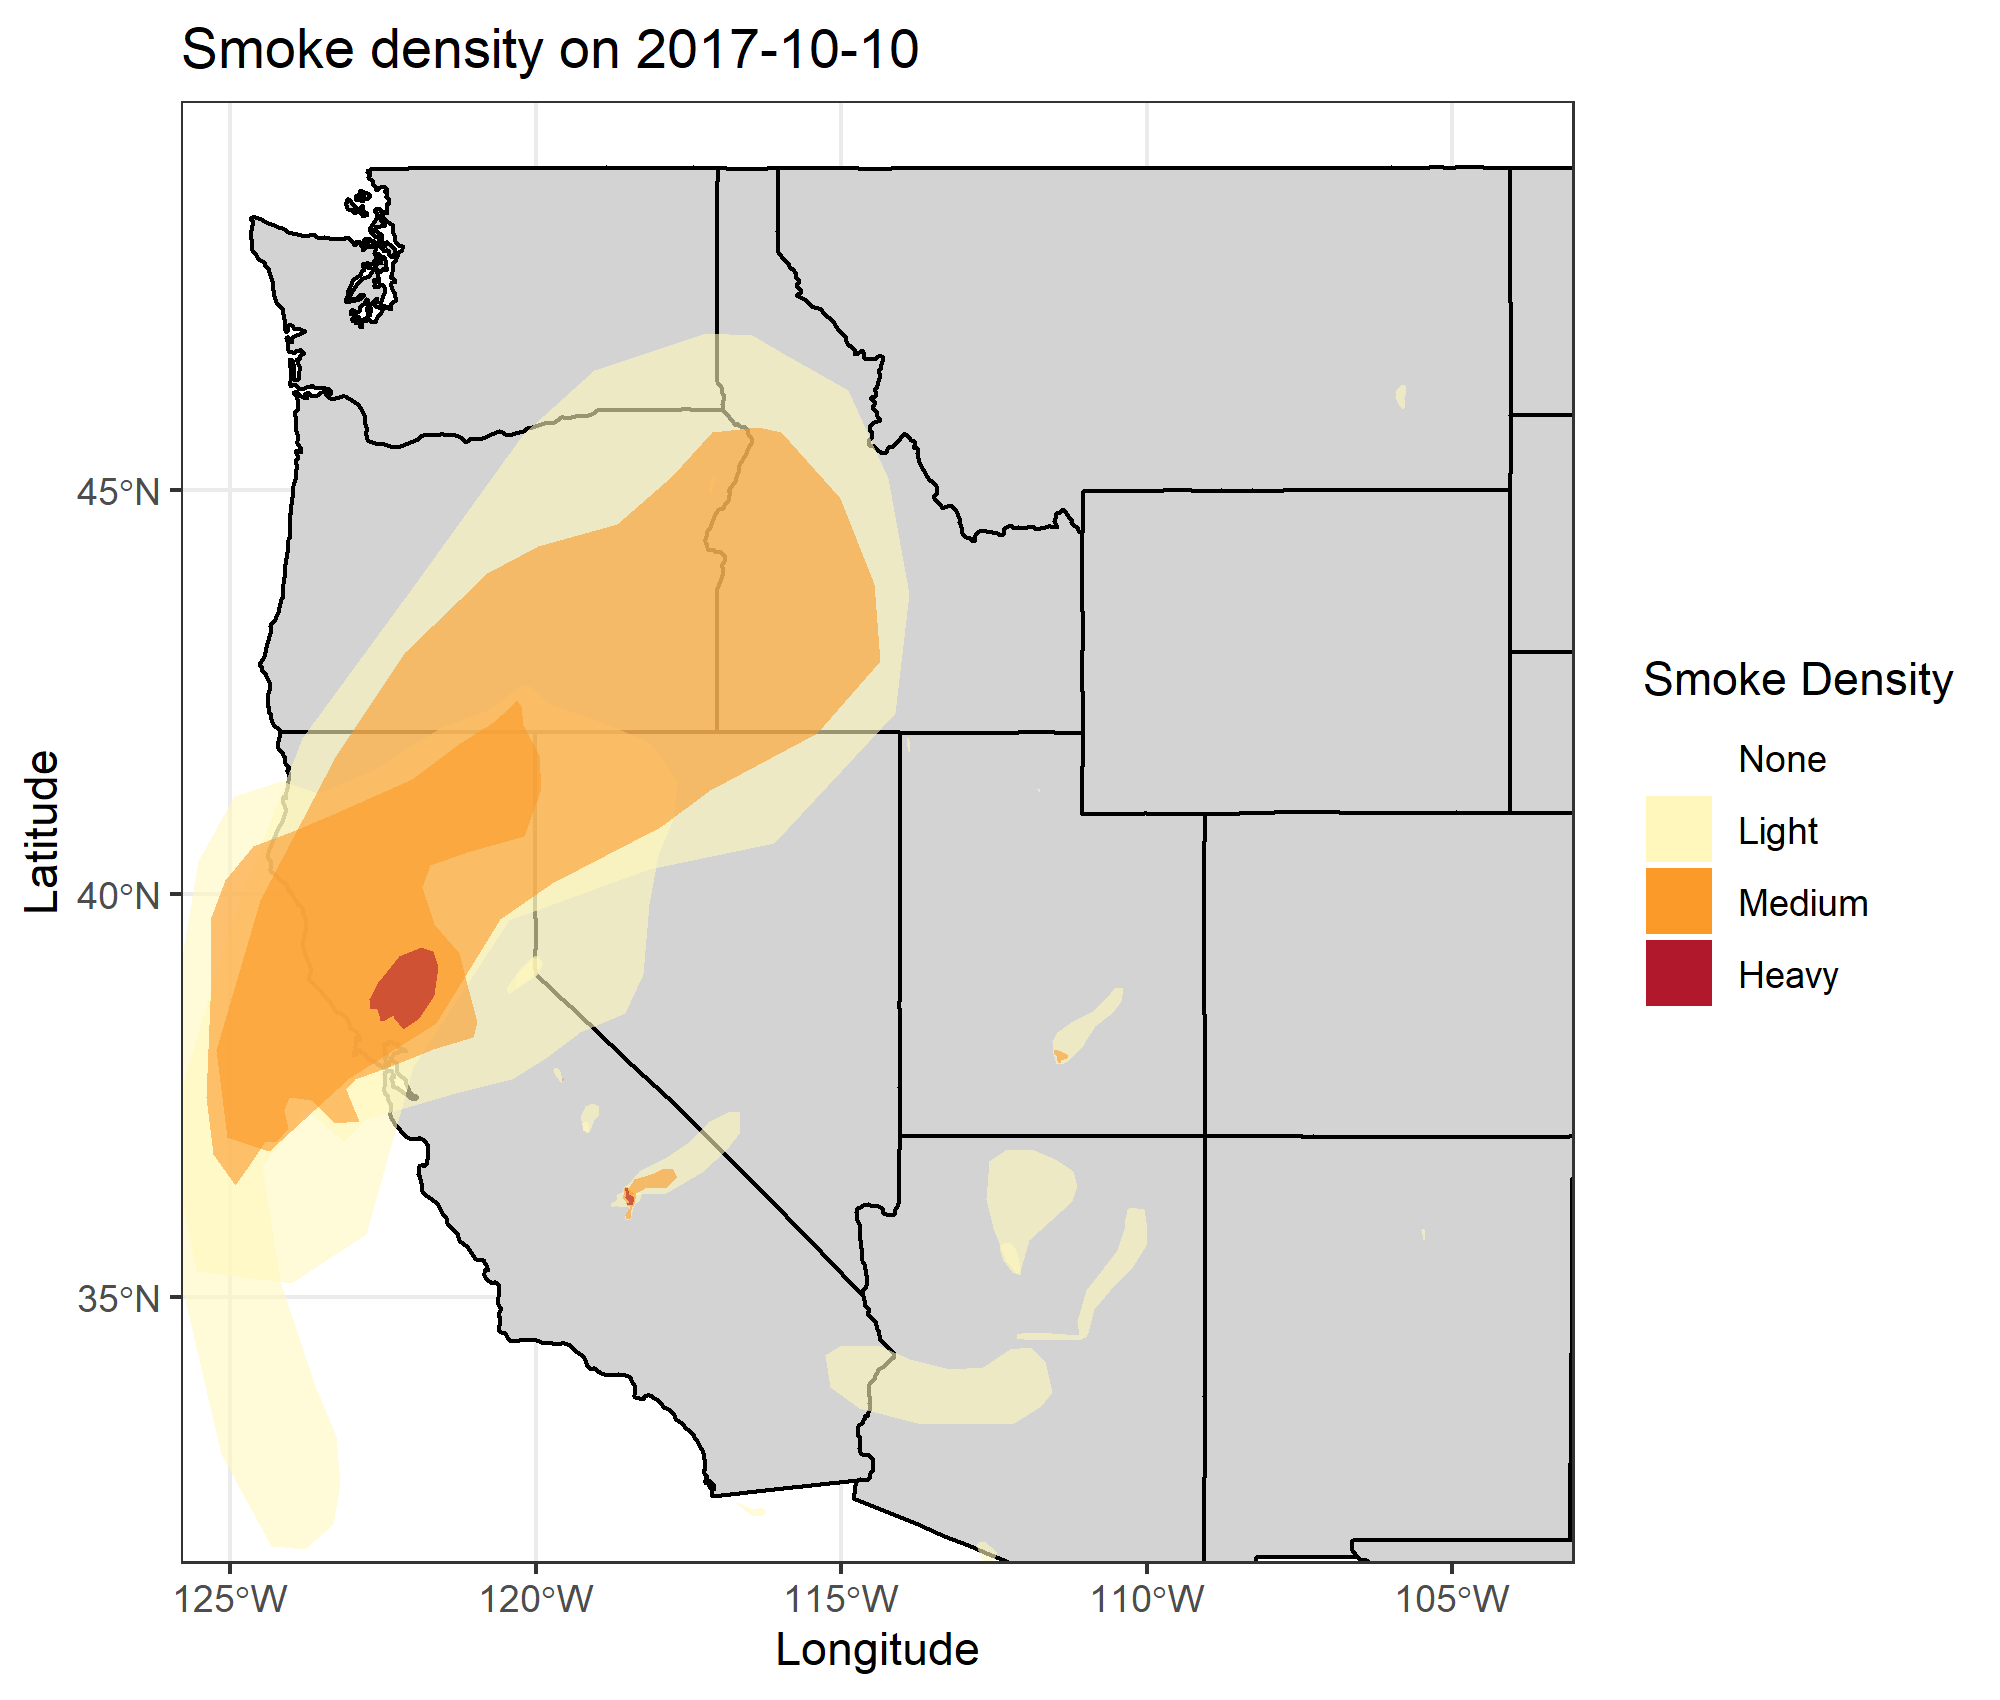 Smoke density on 2017-10-10
45°N
40°N
35°N
Latitude
125°W
120°W
115°W
110°W
105°W
Longitude
Smoke Density
None
Light
Medium
Heavy